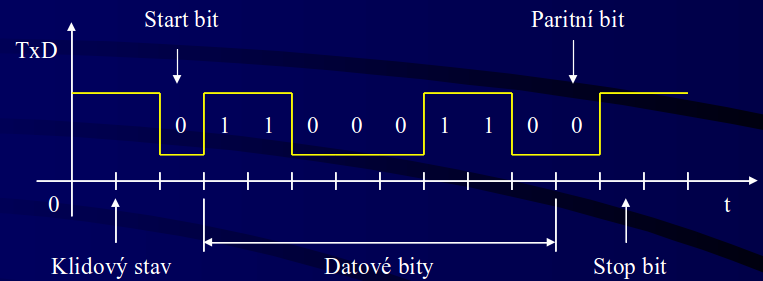 Start bit
Paritní bit
TxD
0 1 1 0 0 0 1 1 0 0
0
t
Klidový stav
Datové bity
Stop bit